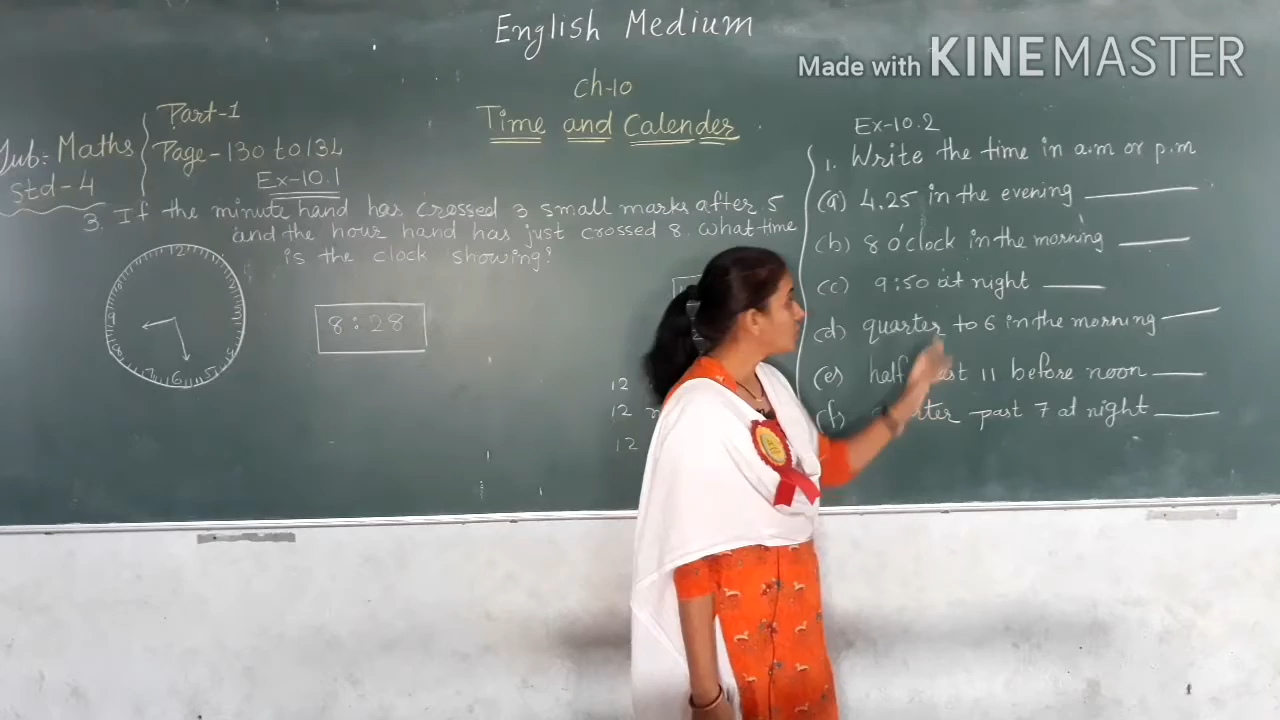 English Medium
Made with KINEMASTER
Ch-10
Time and Calender
Sub: Maths
Std-4
Part-1
Page-130 to 134
Ex-10.1
3. If the minute hand has crossed 3 small marks after 5
and the hour hand has just crossed 8. What time
is the clock showing?
12
3
6
9
8:28
12
12
12
Ex-10.2
1. Write the time in a.m or p.m
(a) 4.25 in the evening
(b) 8 o'clock in the morning
(c) 9:50 at night
(d) quarter to 6 in the morning
(e) half past 11 before noon
(f) quarter past 7 at night